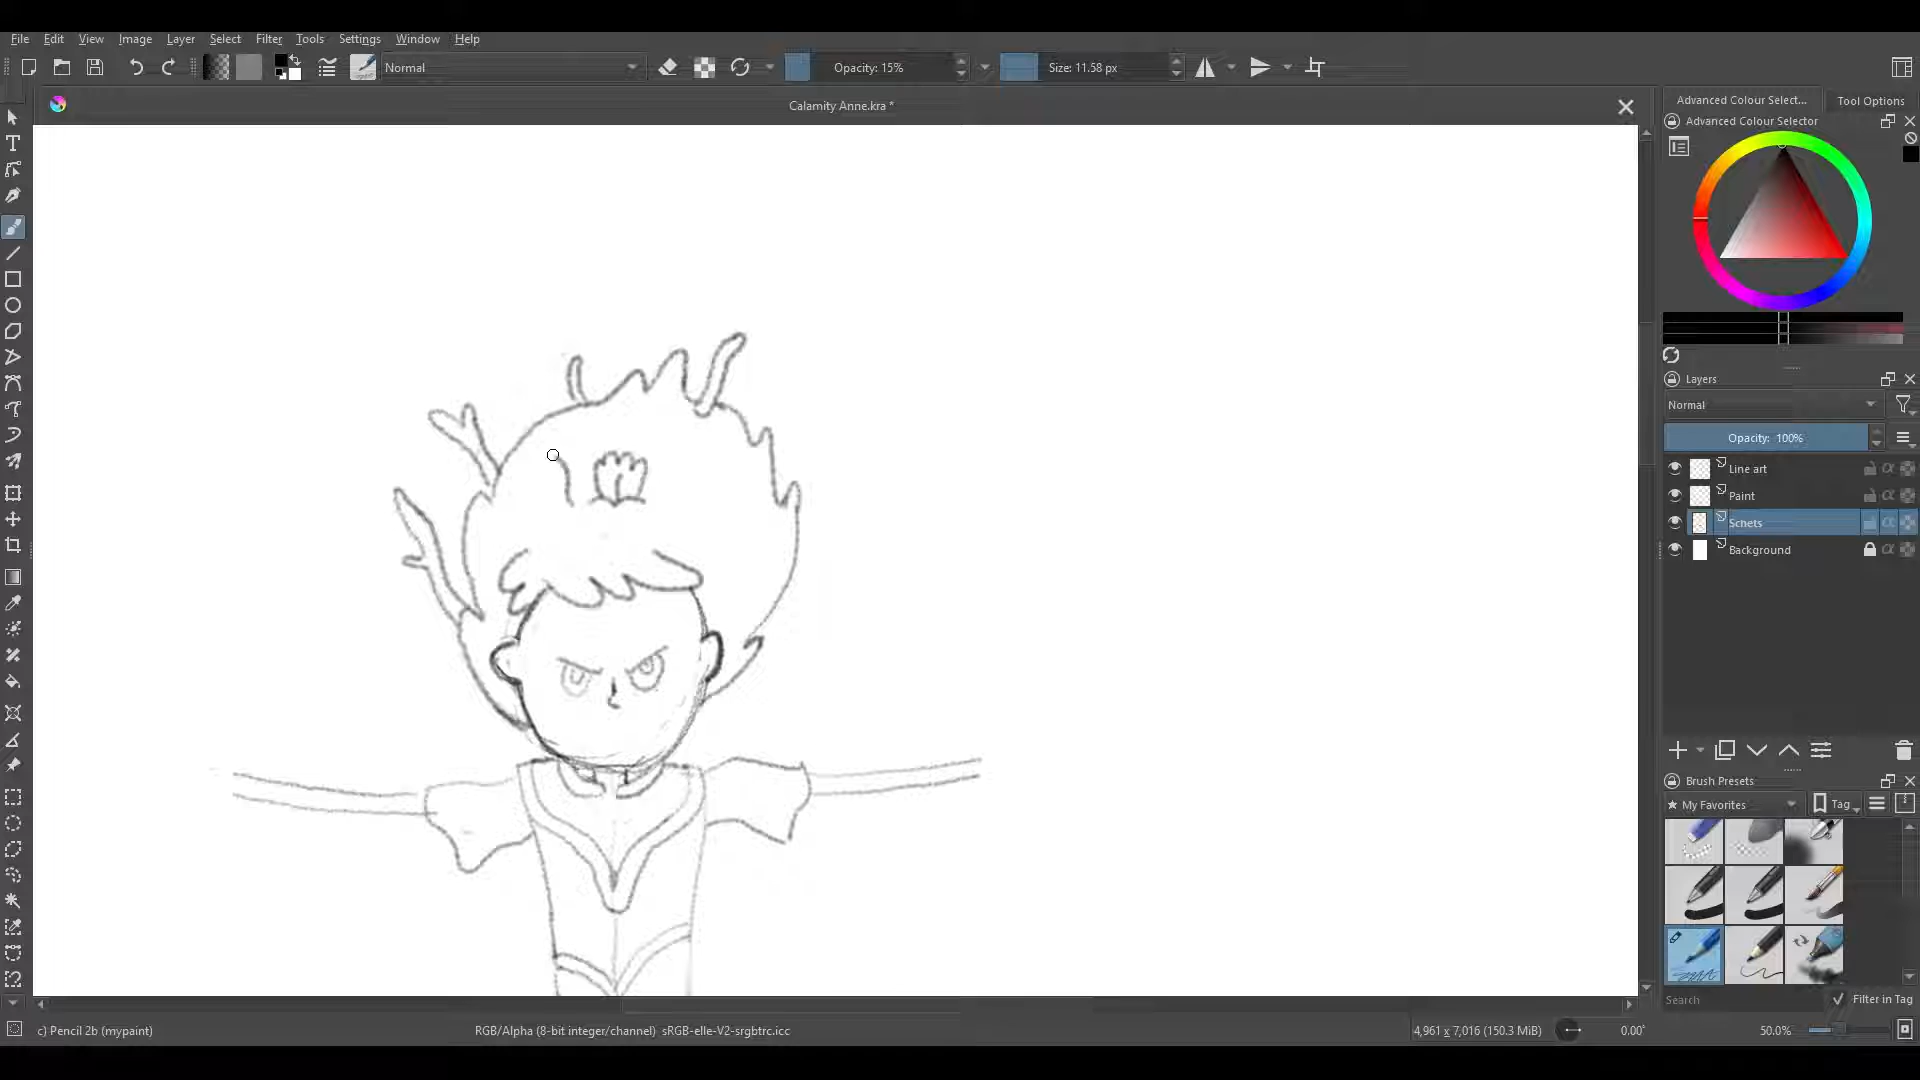 File Edit View Image Layer Select Filter Tools Settings Window Help
Normal
Opacity: 15%
Size: 11.58 px
Calamity Anne.kra *
Advanced Colour Select...
Tool Options
Advanced Colour Selector
Layers
Normal
Opacity: 100%
Line art
Paint
Schets
Background
Brush Presets
★ My Favorites
Tag
Search
Filter in Tag
c) Pencil 2b (mypaint)
RGB/Alpha (8-bit integer/channel) sRGB-elle-V2-srgbtrc.icc
4,961 x 7,016 (150.3 MiB)
0.00°
50.0%